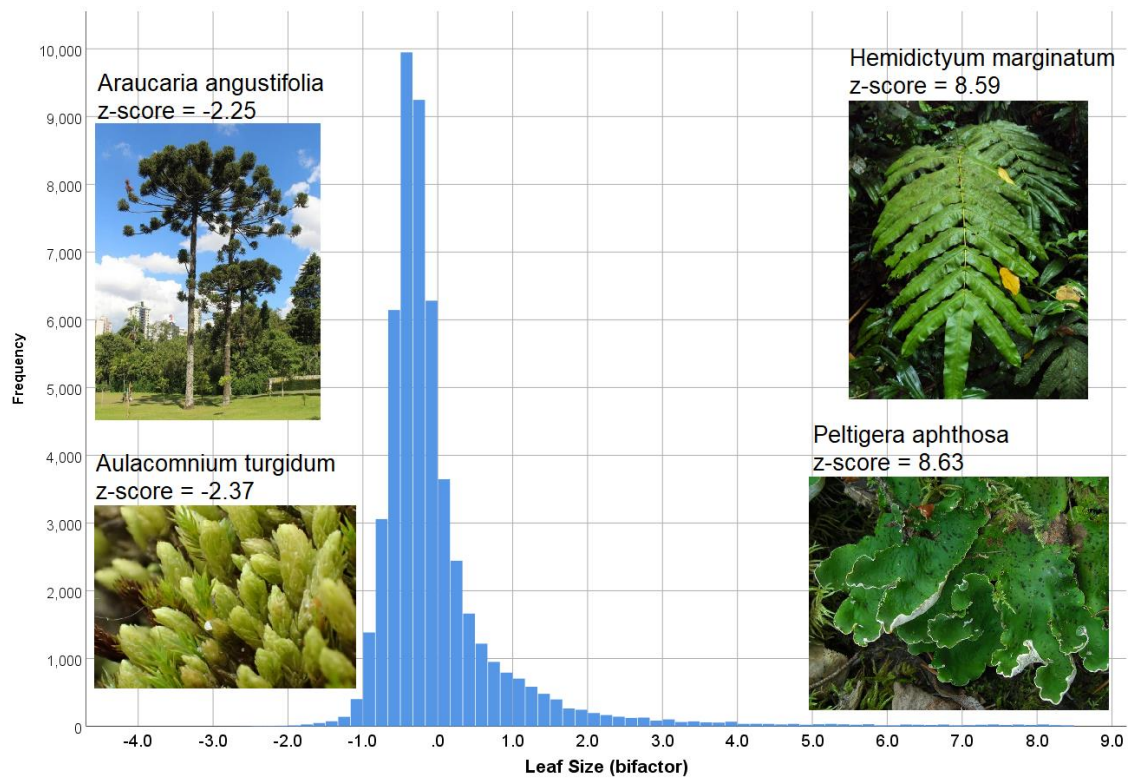 Araucaria angustifolia
z-score = -2.25
Hemidictyum marginatum
z-score = 8.59
Aulacomnium turgidum
z-score = -2.37
Peltigera aphthosa
z-score = 8.63
Frequency
10,000
9,000
8,000
7,000
6,000
5,000
4,000
3,000
2,000
1,000
0
-4.0 -3.0 -2.0 -1.0 .0 1.0 2.0 3.0 4.0 5.0 6.0 7.0 8.0 9.0
Leaf Size (bifactor)